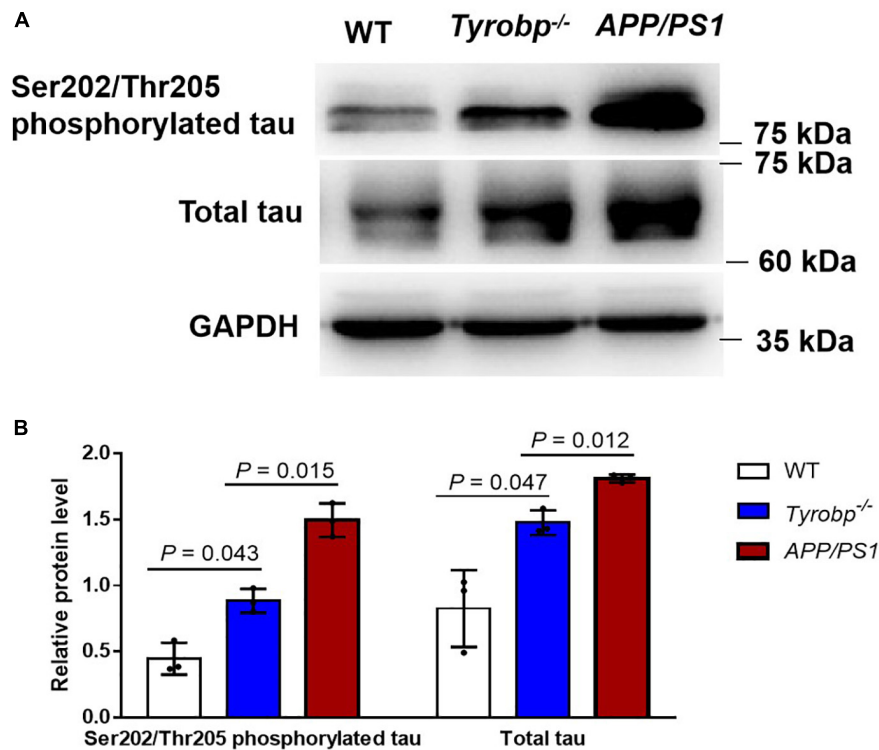 A
WT Tyrobp-/- APP/PS1
Ser202/Thr205
phosphorylated tau
75 kDa
75 kDa
Total tau
60 kDa
GAPDH
35 kDa
B
Relative protein level
2.0
1.5
1.0
0.5
0.0
P = 0.043
P = 0.015
P = 0.047
P = 0.012
WT
Tyrobp-/-
APP/PS1
Ser202/Thr205 phosphorylated tau Total tau